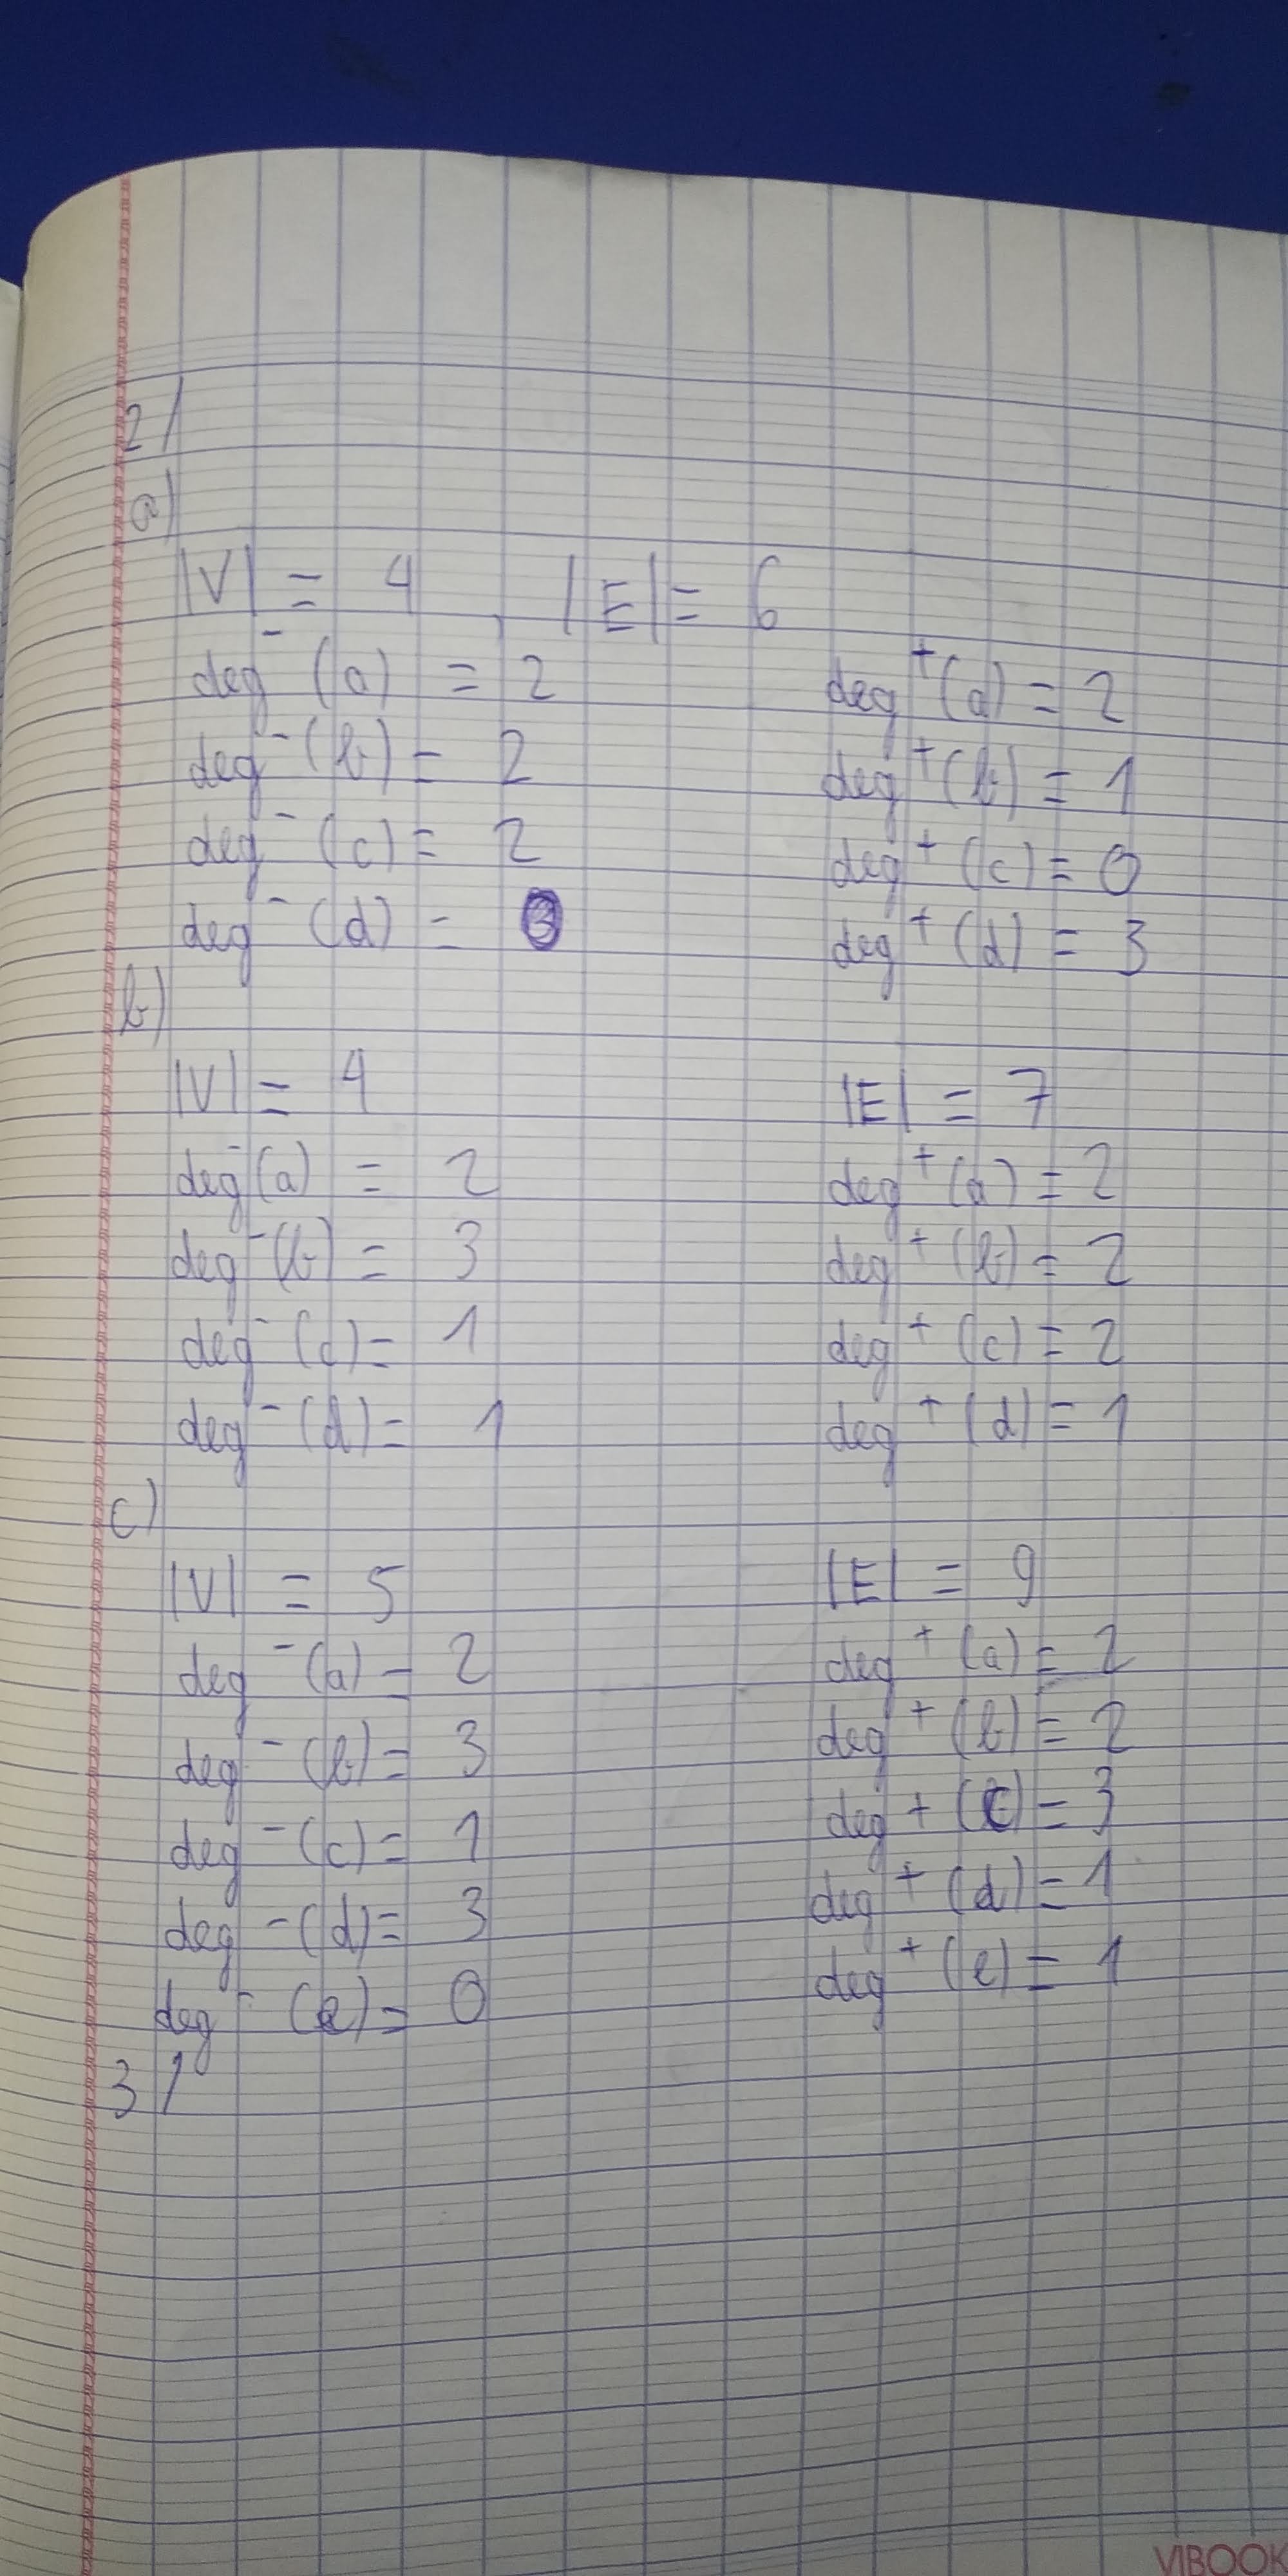 2/
a)
|V| = 4, |E| = 6
deg⁻(a) = 2 deg⁺(a) = 2
deg⁻(b) = 2 deg⁺(b) = 1
deg⁻(c) = 2 deg⁺(c) = 0
deg⁻(d) = deg⁺(d) = 3
b)
|V| = 4 |E| = 7
deg⁻(a) = 2 deg⁺(a) = 2
deg⁻(b) = 3 deg⁺(b) = 2
deg⁻(c) = 1 deg⁺(c) = 2
deg⁻(d) = 1 deg⁺(d) = 1
c)
|V| = 5 |E| = 9
deg⁻(a) = 2 deg⁺(a) = 2
deg⁻(b) = 3 deg⁺(b) = 2
deg⁻(c) = 1 deg⁺(c) = 3
deg⁻(d) = 3 deg⁺(d) = 1
deg⁻(e) = 0 deg⁺(e) = 1
3/
VIBOOK